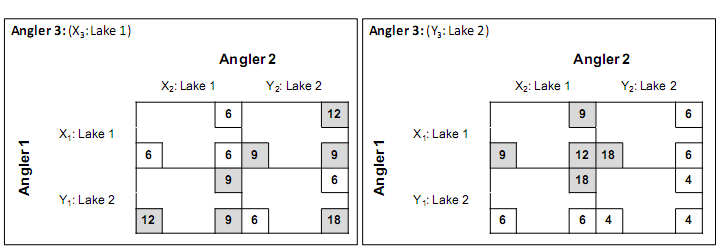 Angler 3: (X₃: Lake 1)
Angler 2
X₂: Lake 1 Y₂: Lake 2
6 12
X₁: Lake 1
6 6 9 9
Angler 1
9 6
Y₁: Lake 2
12 9 6 18
Angler 3: (Y₃: Lake 2)
Angler 2
X₂: Lake 1 Y₂: Lake 2
9 6
X₁: Lake 1
9 12 18 6
Angler 1
18 4
Y₁: Lake 2
6 6 4 4